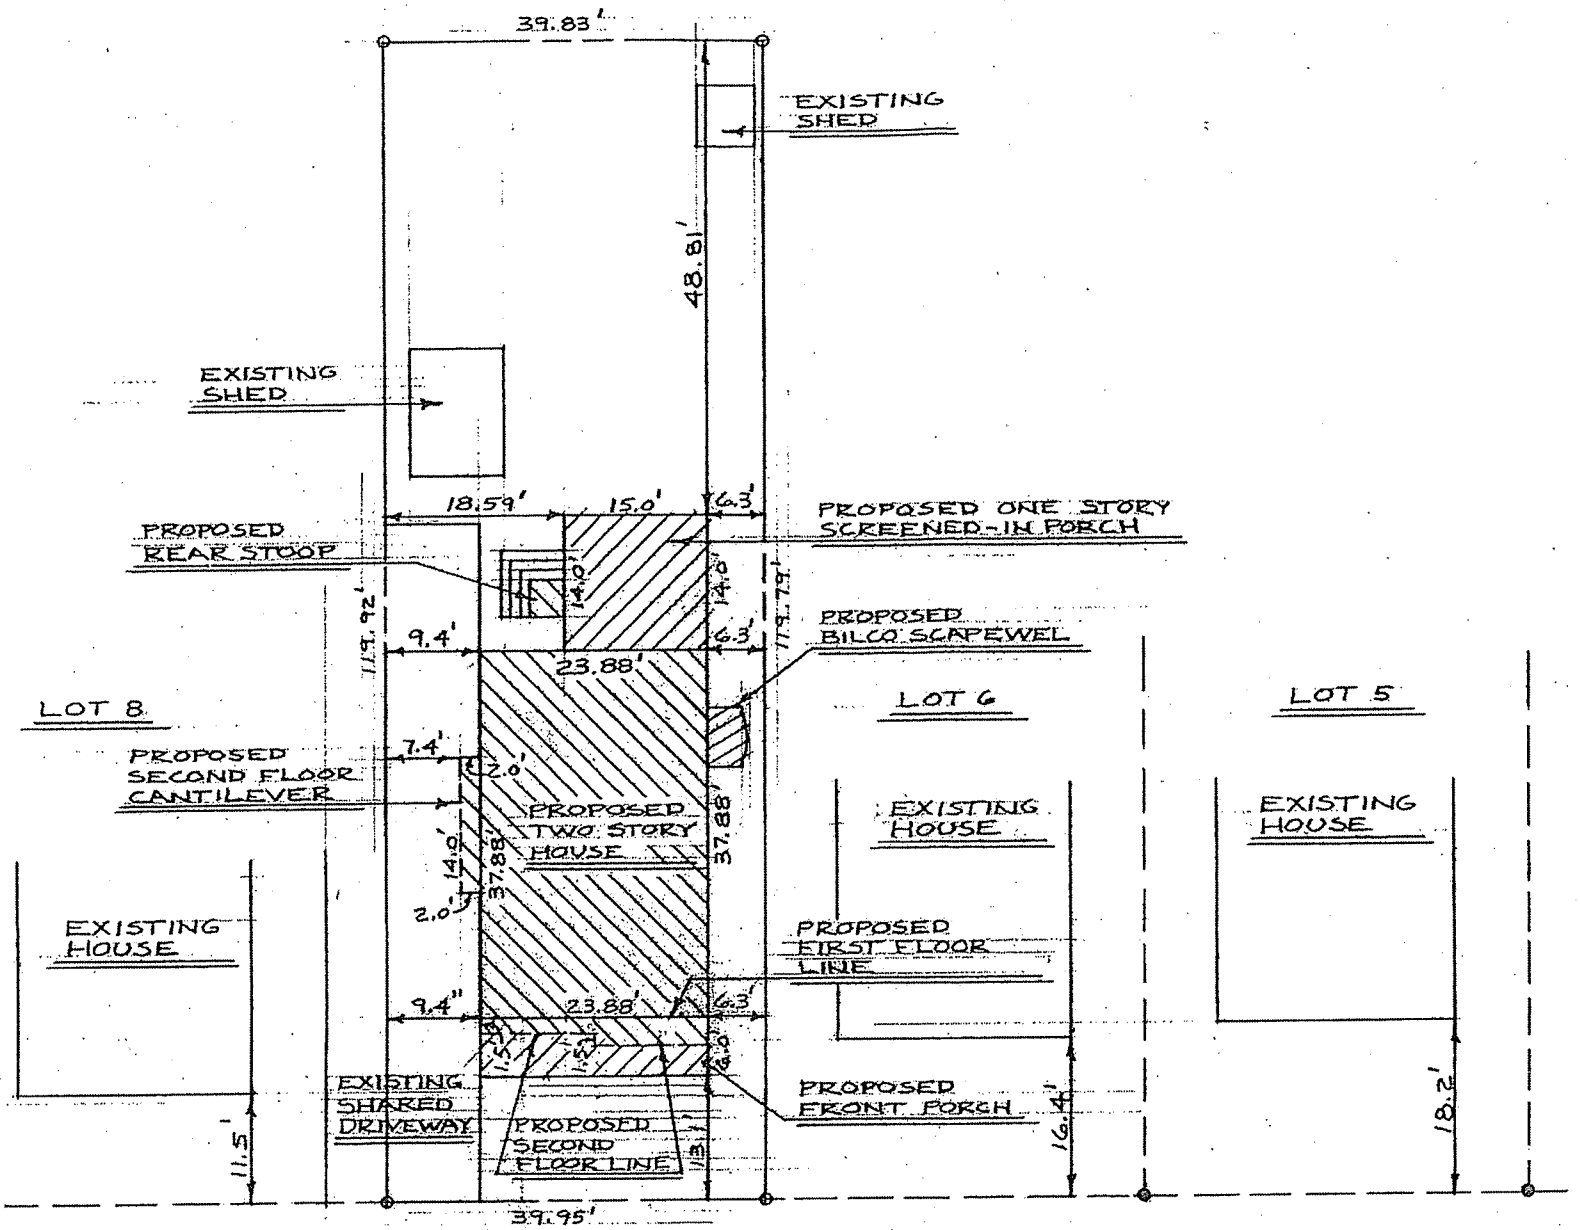 39.83'
EXISTING
SHED
48.81'
EXISTING
SHED
18.59'
15.0'
6.3'
PROPOSED ONE STORY
SCREENED-IN PORCH
PROPOSED
REAR STOOP
14.0'
14.0'
119.92'
119.79'
9.4'
6.3'
23.88'
PROPOSED
BILCO SCAPEWEL
LOT 8
LOT 6
LOT 5
7.4'
2.0'
PROPOSED
SECOND FLOOR
CANTILEVER
PROPOSED
TWO STORY
HOUSE
14.0'
37.88'
37.88'
2.0'
EXISTING
HOUSE
EXISTING
HOUSE
EXISTING
HOUSE
PROPOSED
FIRST FLOOR
LINE
9.4"
23.88'
6.3'
1.53'
1.53'
6.0'
EXISTING
SHARED
DRIVEWAY
PROPOSED
SECOND
FLOOR LINE
PROPOSED
FRONT PORCH
11.5'
13.1'
16.4'
18.2'
39.95'